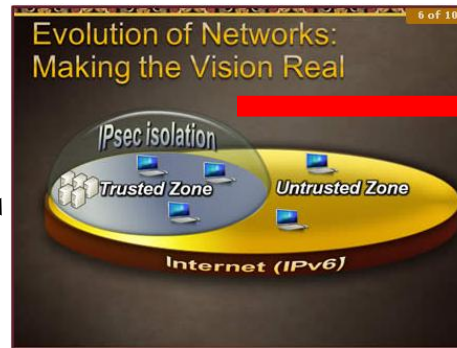 6 of 10
Evolution of Networks:
Making the Vision Real
IPsec isolation
Trusted Zone
Untrusted Zone
Internet (IPv6)